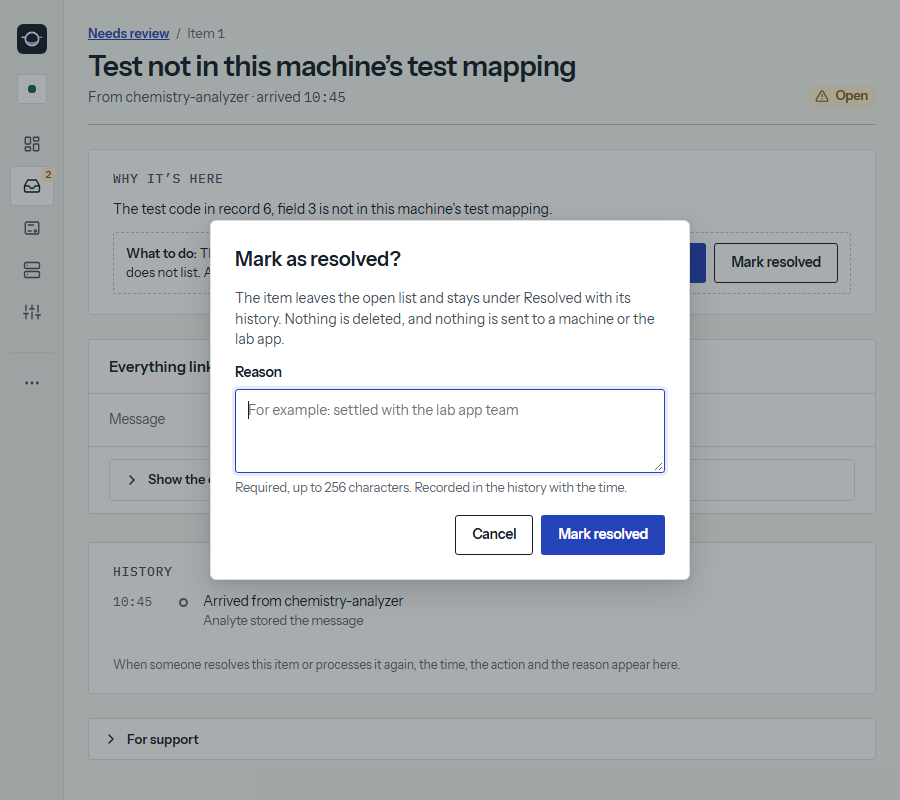 Needs review / Item 1
Test not in this machine’s test mapping
From chemistry-analyzer · arrived 10:45
Open
2
WHY IT’S HERE
The test code in record 6, field 3 is not in this machine’s test mapping.
What to do:
does not list.
Mark resolved
Mark as resolved?
The item leaves the open list and stays under Resolved with its
history. Nothing is deleted, and nothing is sent to a machine or the
lab app.
Reason
For example: settled with the lab app team
Required, up to 256 characters. Recorded in the history with the time.
Cancel
Mark resolved
Everything
Message
Show the
HISTORY
10:45
Arrived from chemistry-analyzer
Analyte stored the message
When someone resolves this item or processes it again, the time, the action and the reason appear here.
For support